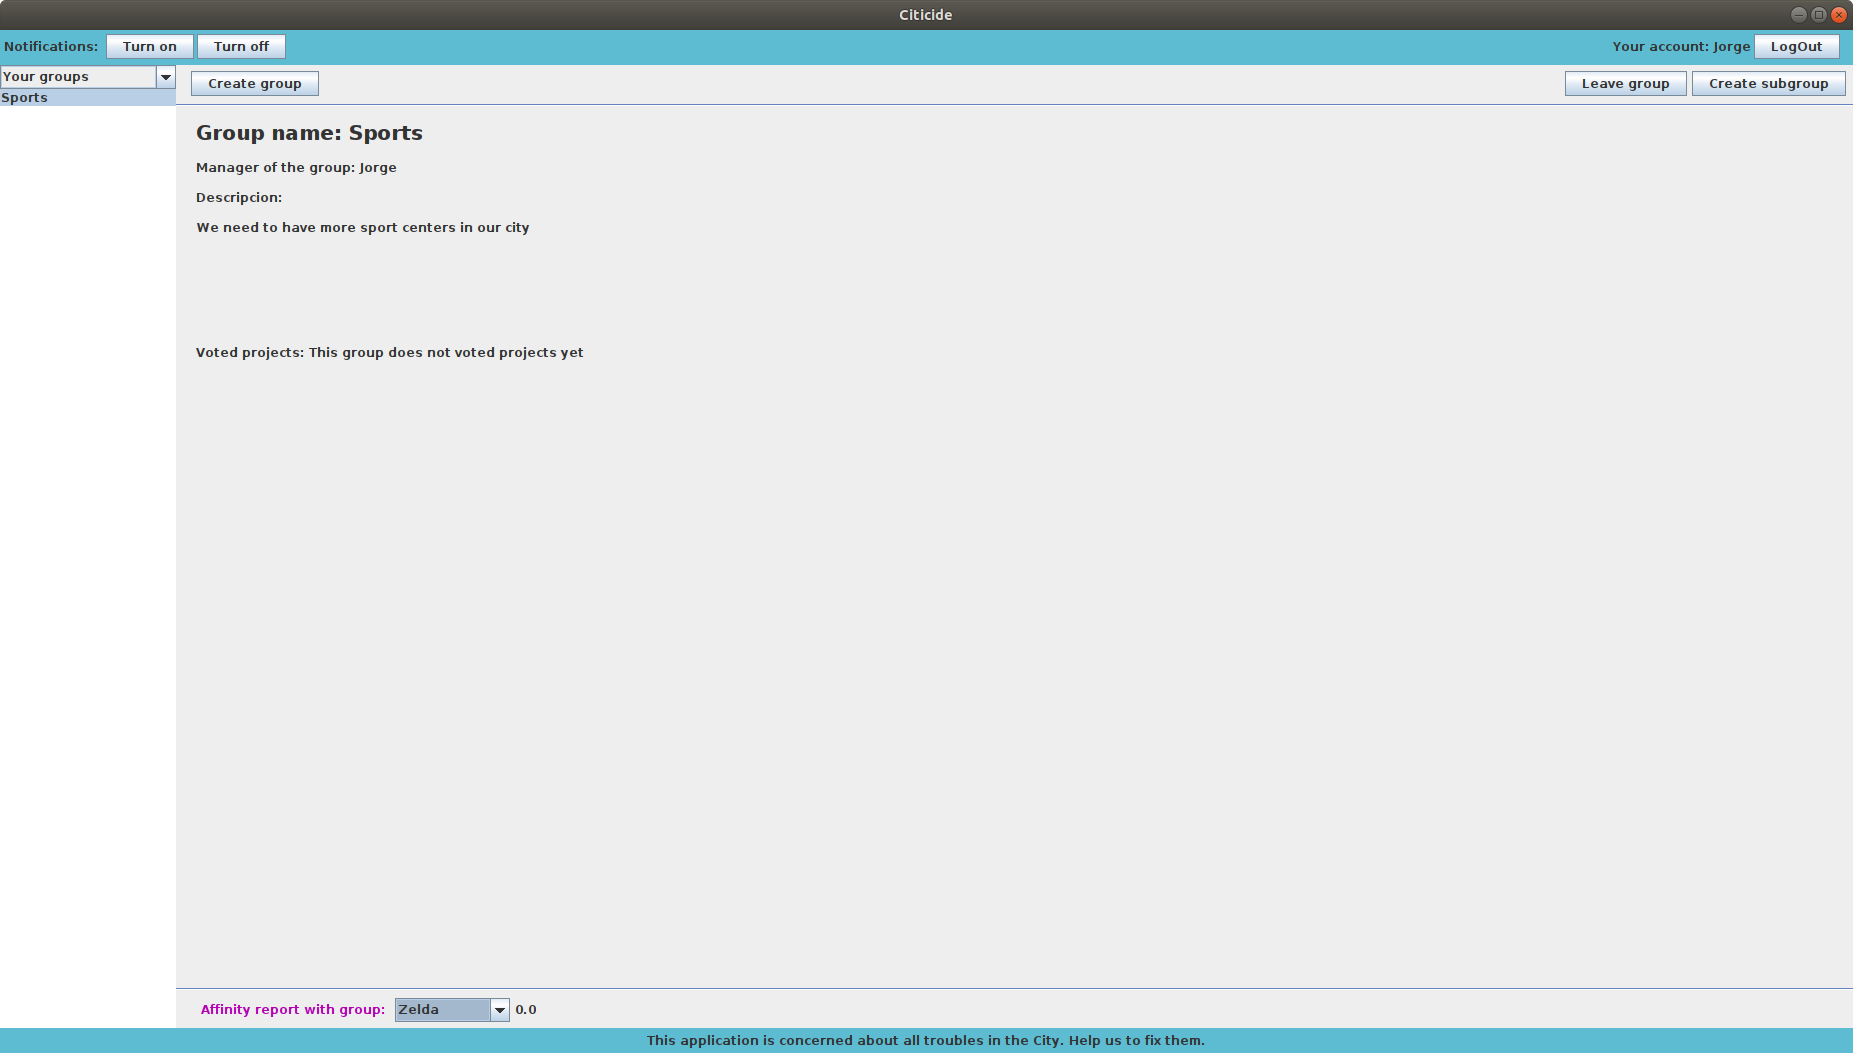 Citicide
Notifications: Turn on Turn off Your account: Jorge LogOut
Your groups Create group Leave group Create subgroup
Sports
Group name: Sports
Manager of the group: Jorge
Descripcion:
We need to have more sport centers in our city
Voted projects: This group does not voted projects yet
Affinity report with group: Zelda 0.0
This application is concerned about all troubles in the City. Help us to fix them.